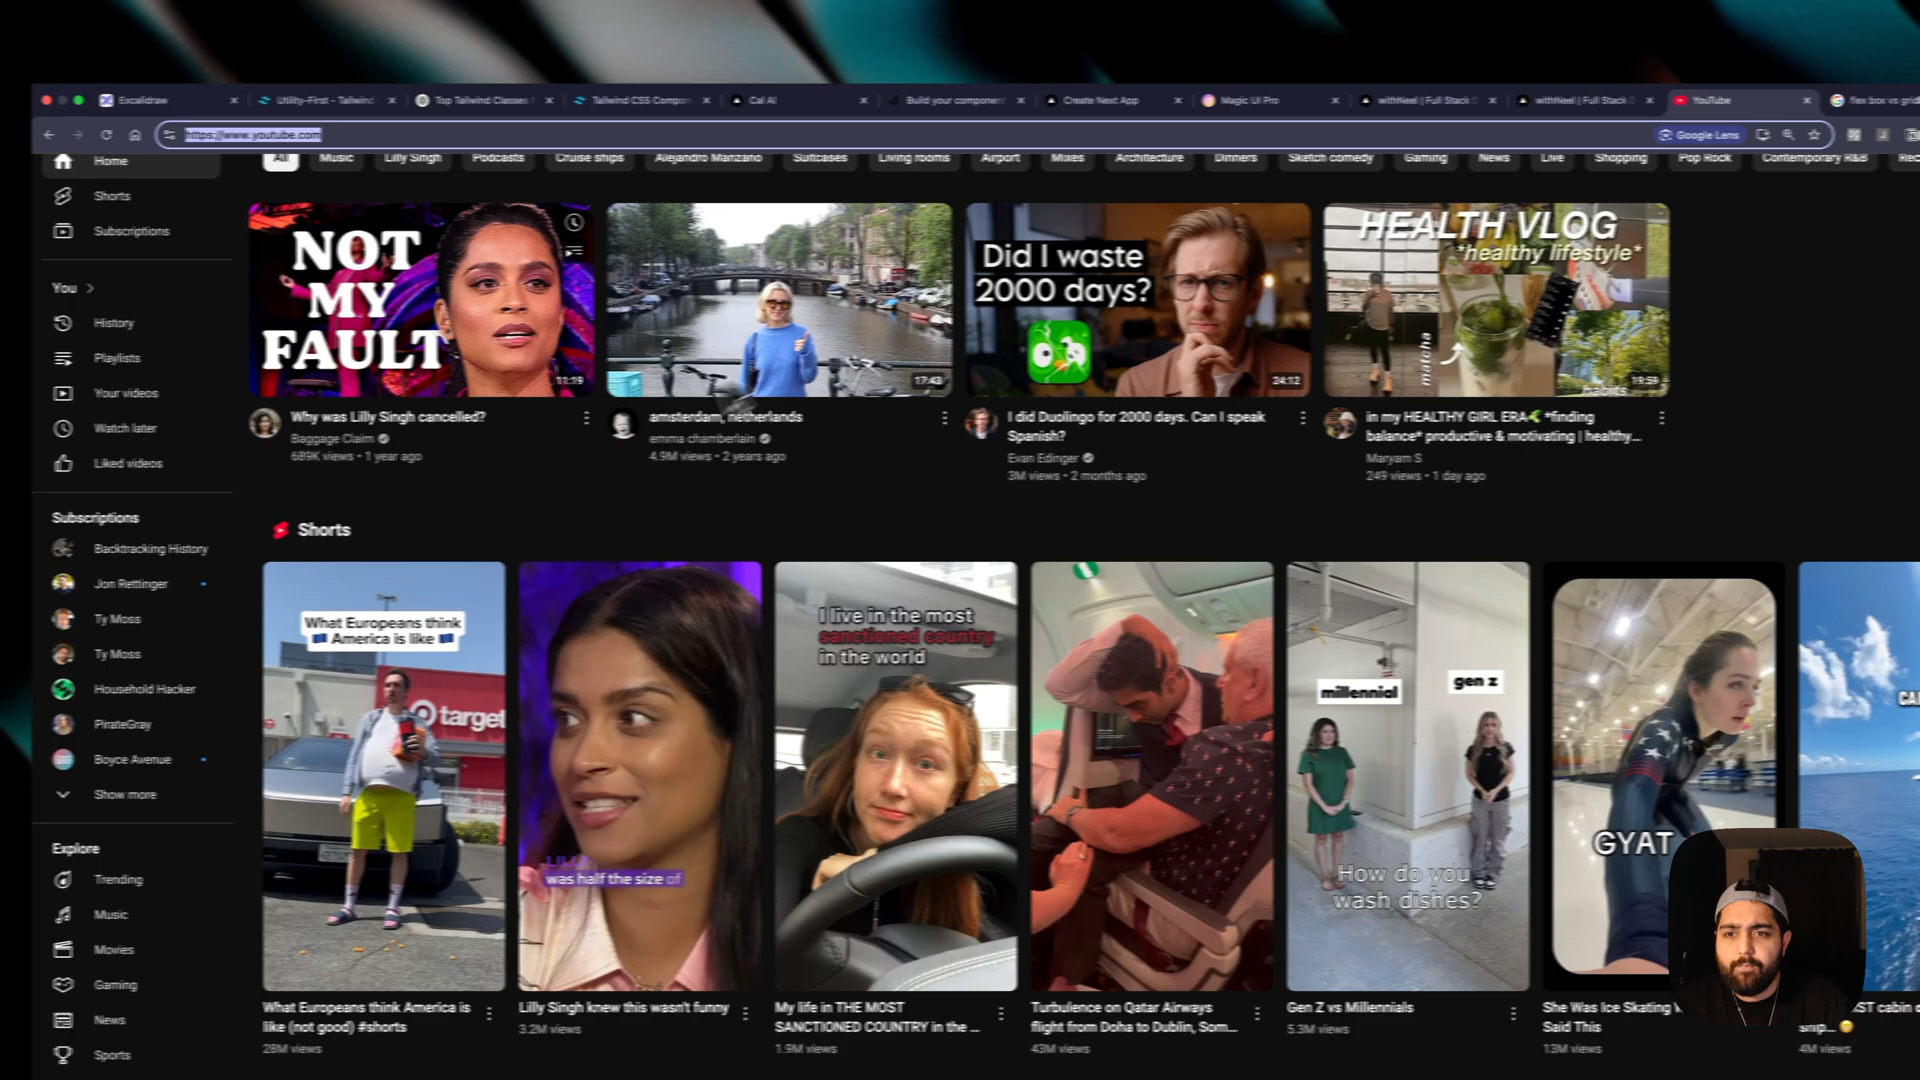 Excalidraw
Utility-First - Tailwind
Top Tailwind Classes
Tailwind CSS Compon
Cal AI
Build your component
Create Next App
Magic UI Pro
withNeel | Full Stack
withNeel | Full Stack
YouTube
flex box vs grid
https://www.youtube.com
Google Lens
All
Music
Lilly Singh
Podcasts
Cruise ships
Alejandro Manzano
Suitcases
Living rooms
Airport
Mixes
Architecture
Dinners
Sketch comedy
Gaming
News
Live
Shopping
Pop Rock
Contemporary R&B
Home
Shorts
Subscriptions
You
History
Playlists
Your videos
Watch later
Liked videos
Subscriptions
Backtracking History
Jon Rettinger
Ty Moss
Ty Moss
Household Hacker
PirateGray
Boyce Avenue
Show more
Explore
Trending
Music
Movies
Gaming
News
Sports
NOT
MY
FAULT
11:19
Why was Lilly Singh cancelled?
Baggage Claim
689K views • 1 year ago
17:43
amsterdam, netherlands
emma chamberlain
4.9M views • 2 years ago
Did I waste
2000 days?
24:12
I did Duolingo for 2000 days. Can I speak
Spanish?
Evan Edinger
3M views • 2 months ago
HEALTH VLOG
*healthy lifestyle*
matcha
habits
19:59
in my HEALTHY GIRL ERA *finding
balance* productive & motivating | healthy...
Maryam S
249 views • 1 day ago
Shorts
What Europeans think
America is like
target
What Europeans think America is
like (not good) #shorts
28M views
was half the size of
Lilly Singh knew this wasn't funny
3.2M views
I live in the most
sanctioned country
in the world
My life in THE MOST
SANCTIONED COUNTRY in the ...
1.9M views
Turbulence on Qatar Airways
flight from Doha to Dublin, Som...
43M views
millennial
gen z
How do you
wash dishes?
Gen Z vs Millennials
5.3M views
GYAT
She Was Ice Skating
Said This
13M views
ST cabin
4M views